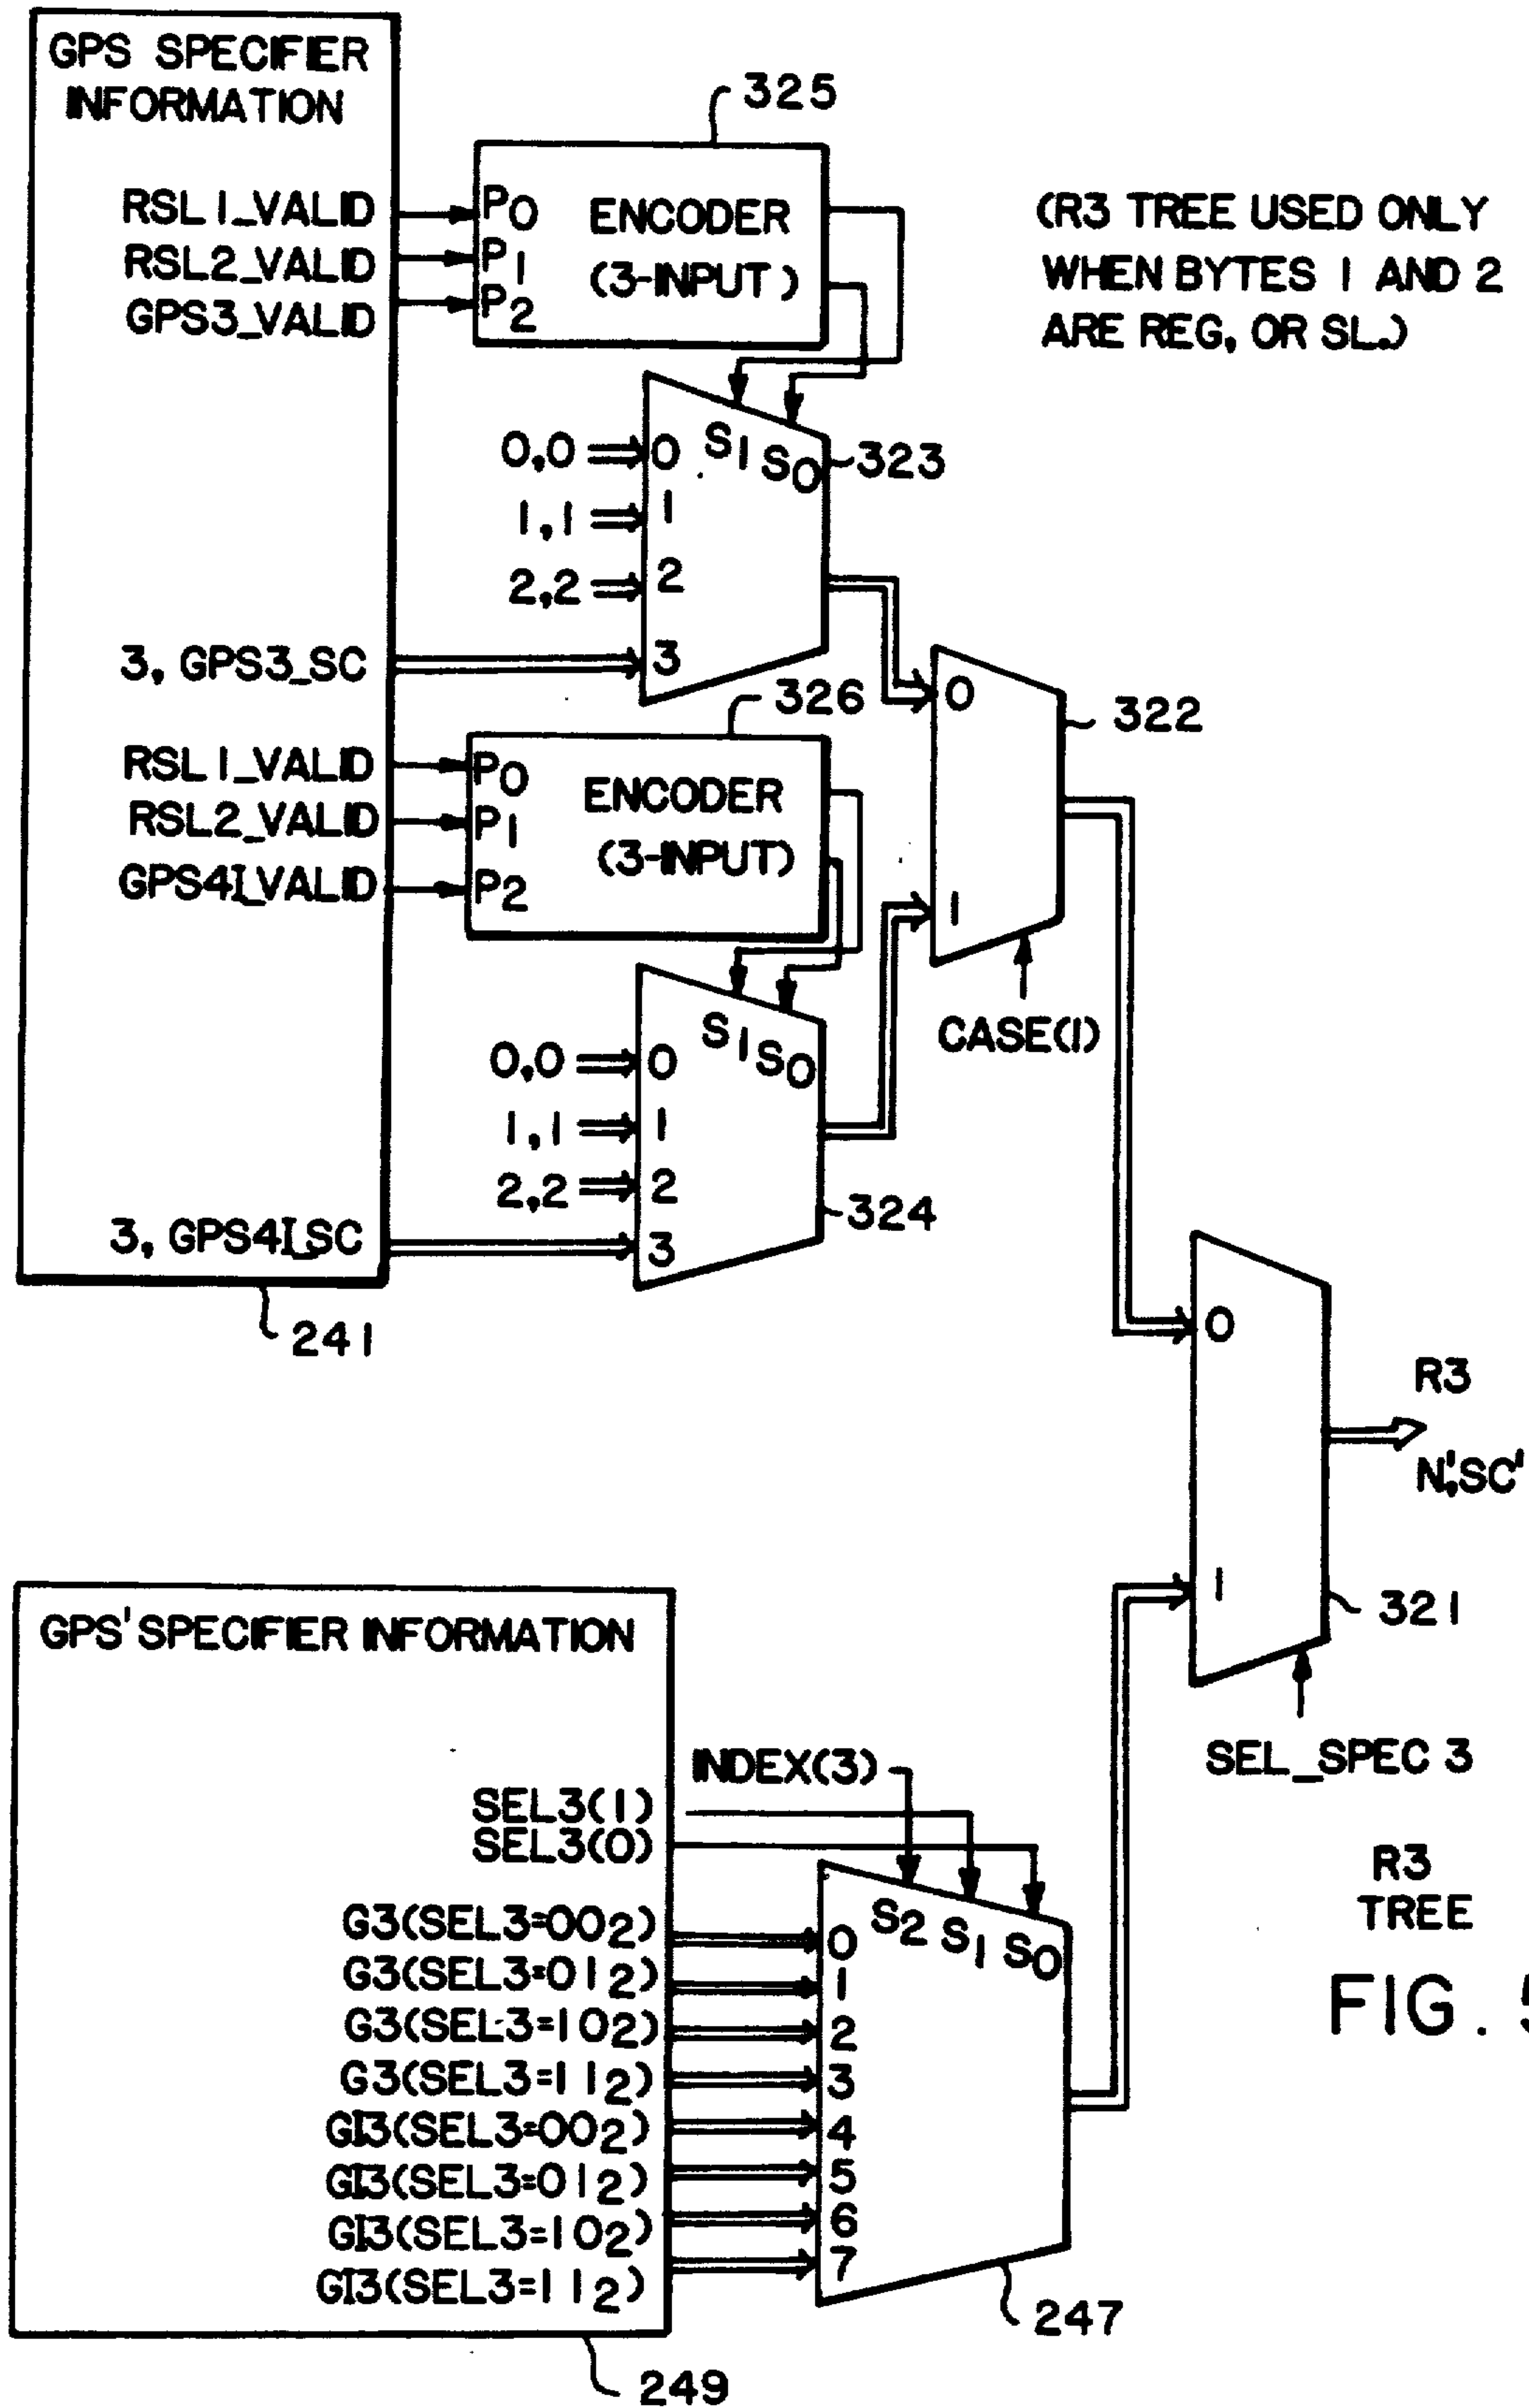 GPS SPECIFIER
INFORMATION
325
RSL1_VALID
P0
ENCODER
RSL2_VALID
P1
(3-INPUT)
GPS3_VALID
P2
(R3 TREE USED ONLY
WHEN BYTES 1 AND 2
ARE REG, OR SL.)
0,0
0
S1
S0
323
1,1
1
2,2
2
3, GPS3_SC
3
326
0
322
RSL1_VALID
P0
ENCODER
RSL2_VALID
P1
(3-INPUT)
GPS4I_VALID
P2
1
CASE(1)
0,0
0
S1
S0
1,1
1
2,2
2
324
3, GPS4I_SC
3
241
0
R3
N',SC'
1
321
SEL_SPEC 3
GPS' SPECIFIER INFORMATION
INDEX(3)
SEL3(1)
SEL3(0)
S2
S1
S0
G3(SEL3=002)
0
G3(SEL3=012)
1
G3(SEL3=102)
2
G3(SEL3=112)
3
GI3(SEL3=002)
4
GI3(SEL3=012)
5
GI3(SEL3=102)
6
GI3(SEL3=112)
7
247
249
R3
TREE
FIG. 5